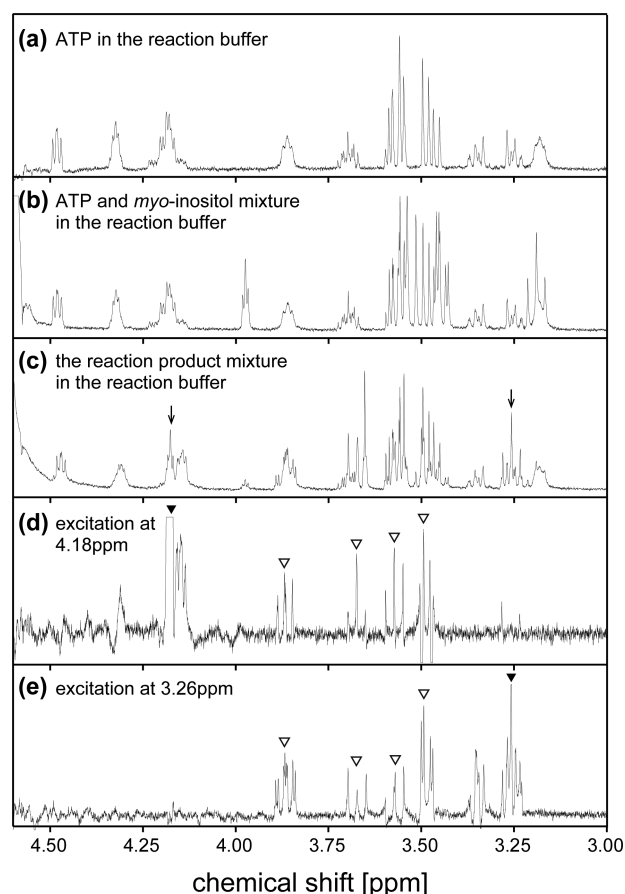 (a) ATP in the reaction buffer
(b) ATP and myo-inositol mixture
in the reaction buffer
(c) the reaction product mixture
in the reaction buffer
(d) excitation at
4.18ppm
(e) excitation at 3.26ppm
4.50 4.25 4.00 3.75 3.50 3.25 3.00
chemical shift [ppm]